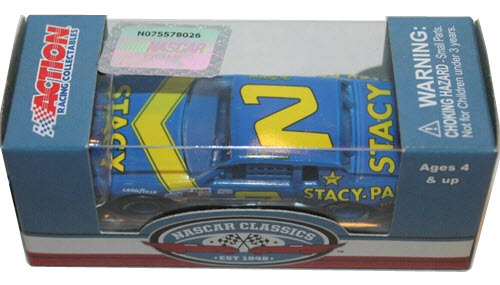 N075578026
NASCAR
ACTION
RACING COLLECTABLES
STACY
2
STACY
STACY-PA
GOODYEAR
WARNING:
CHOKING HAZARD - Small Parts.
Not for Children under 3 years.
Ages 4
& up
NASCAR CLASSICS
EST 1948